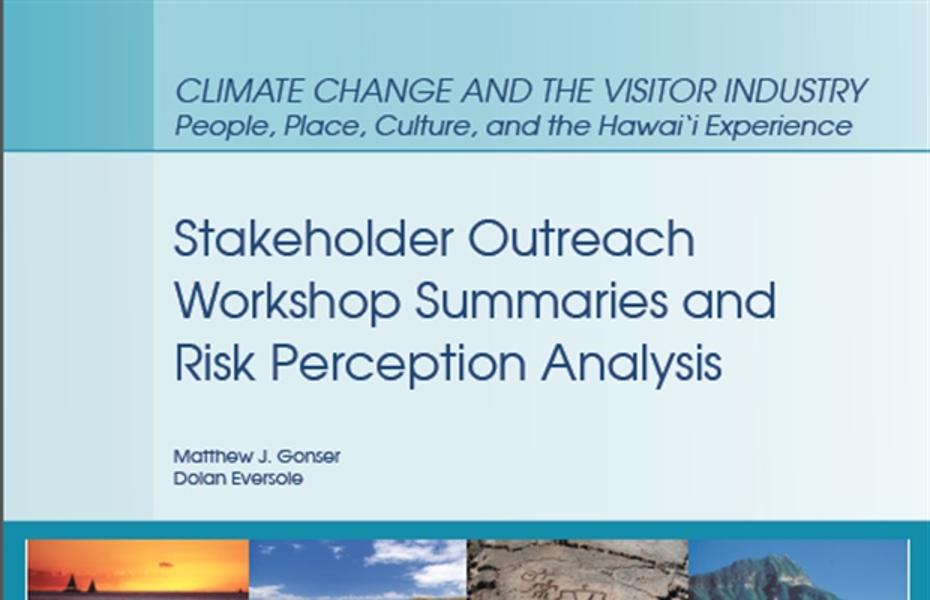 CLIMATE CHANGE AND THE VISITOR INDUSTRY
People, Place, Culture, and the Hawai`i Experience
Stakeholder Outreach
Workshop Summaries and
Risk Perception Analysis
Matthew J. Gonser
Dolan Eversole